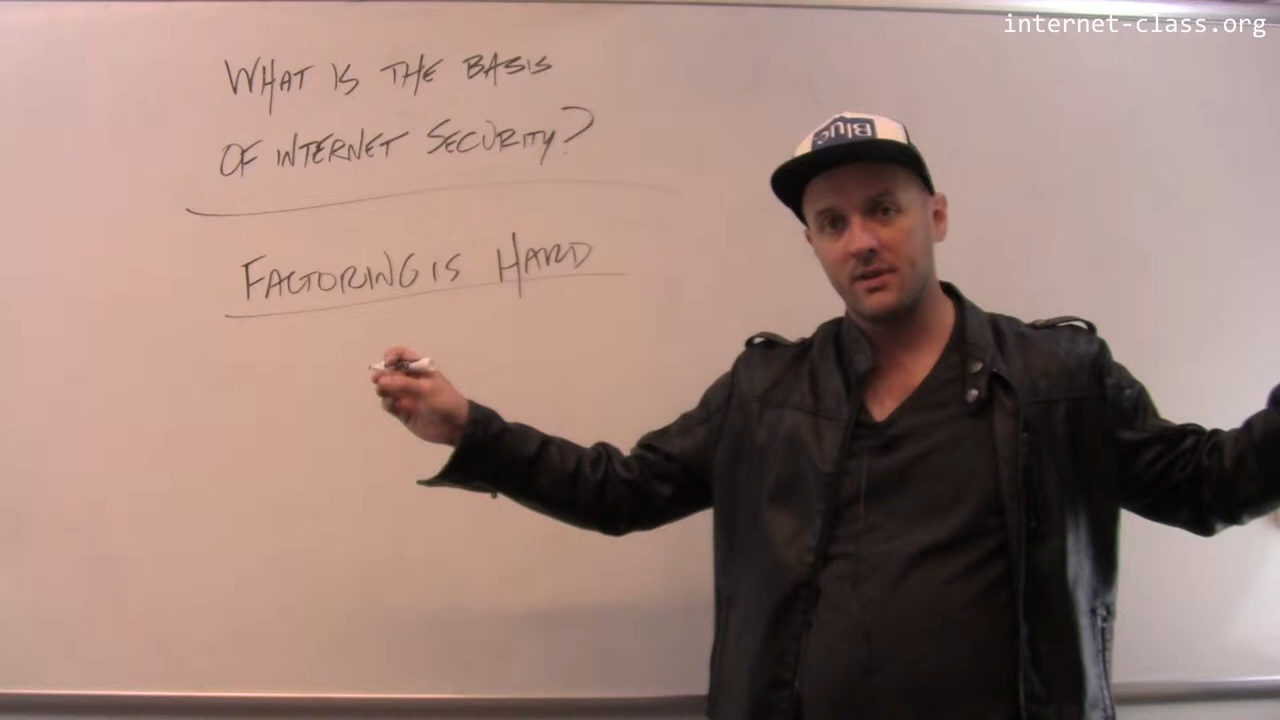 internet-class.org
WHAT IS THE BASIS
OF INTERNET SECURITY?
FACTORING IS HARD
Blue